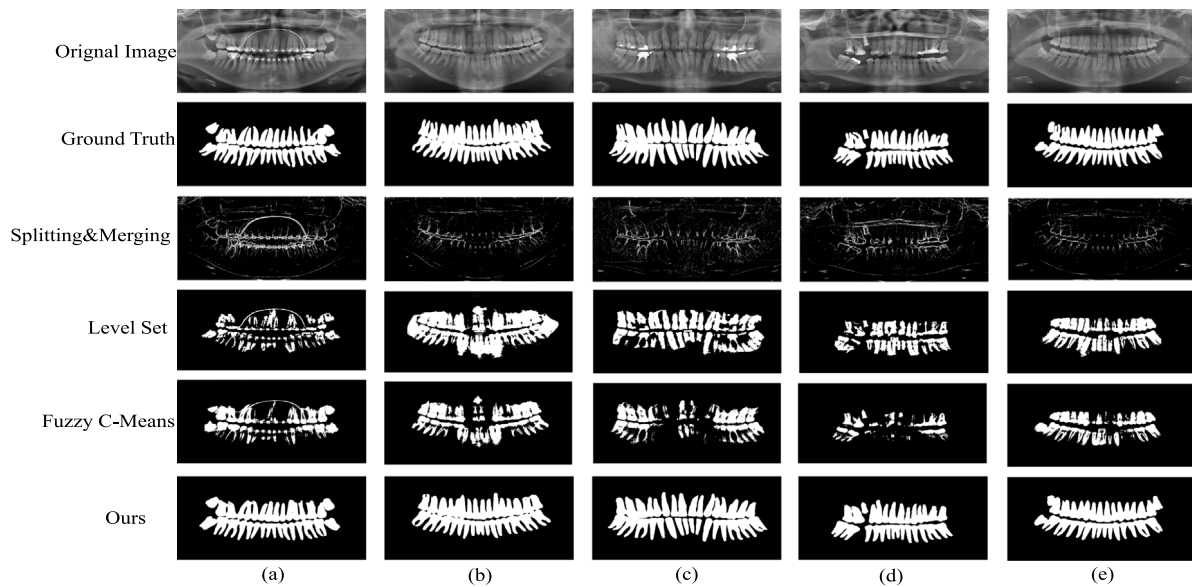 Orignal Image
Ground Truth
Splitting&Merging
Level Set
Fuzzy C-Means
Ours
(a)
(b)
(c)
(d)
(e)